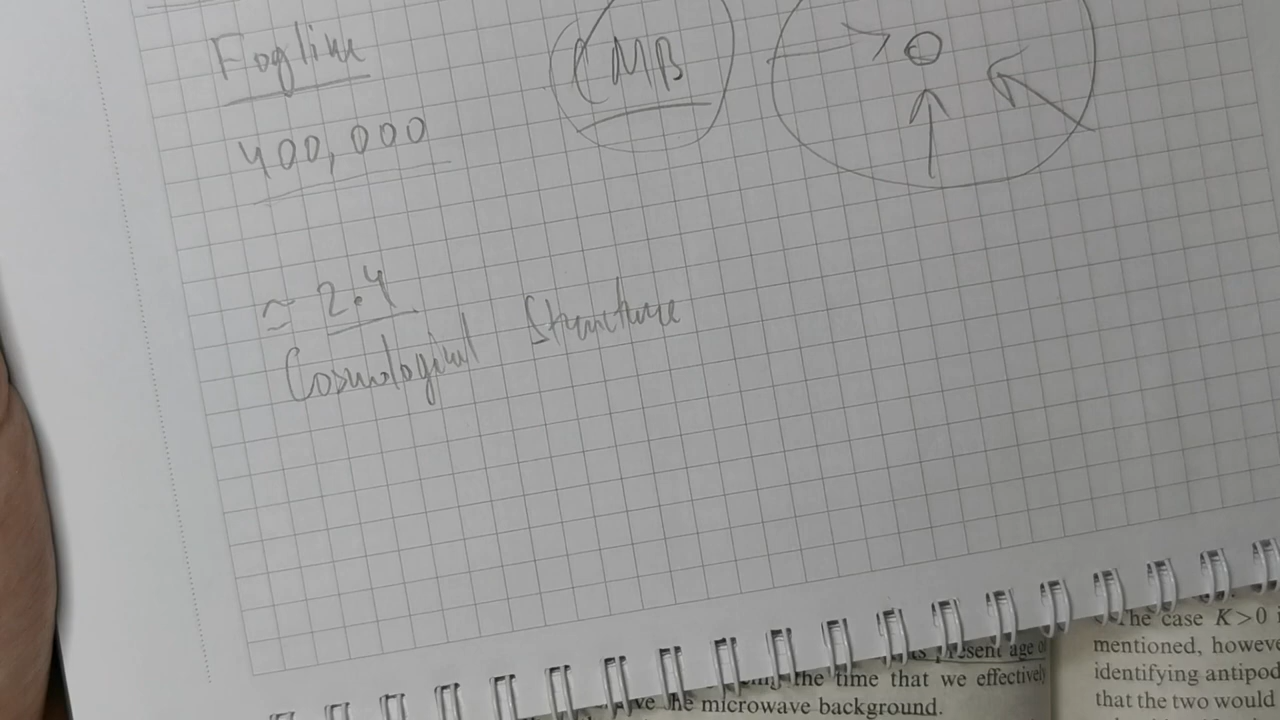 Fogline
CMB
400,000
≈ 2.4
Cosmological Structure
The case K>0
mentioned, howeve
identifying antipod
that the two would
present age of
the time that we effectively
the microwave background.